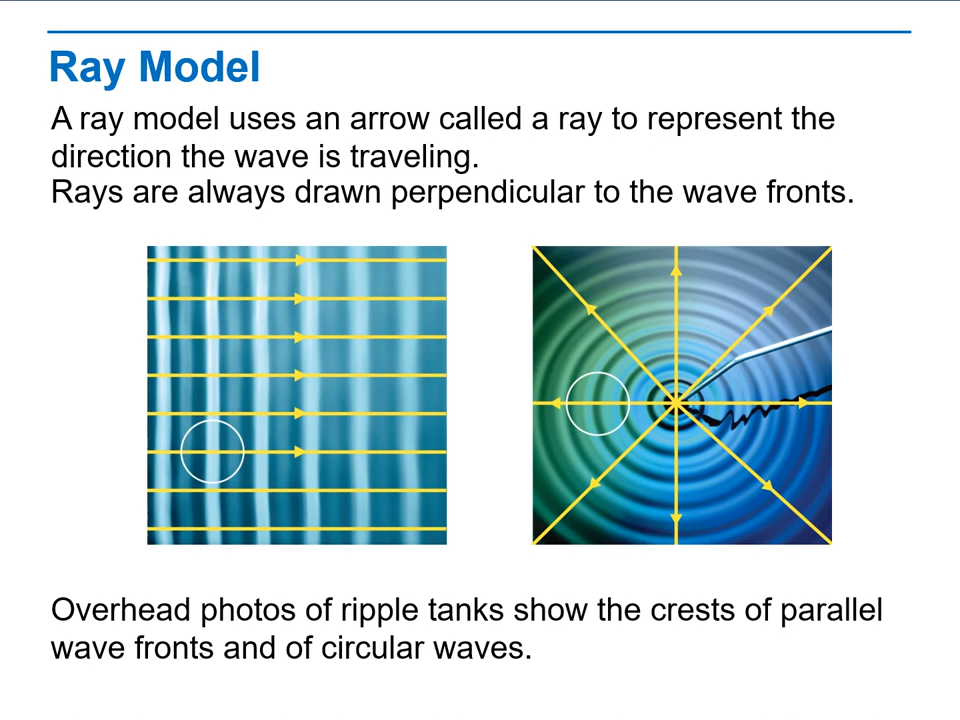 Ray Model
A ray model uses an arrow called a ray to represent the
direction the wave is traveling.
Rays are always drawn perpendicular to the wave fronts.
Overhead photos of ripple tanks show the crests of parallel
wave fronts and of circular waves.